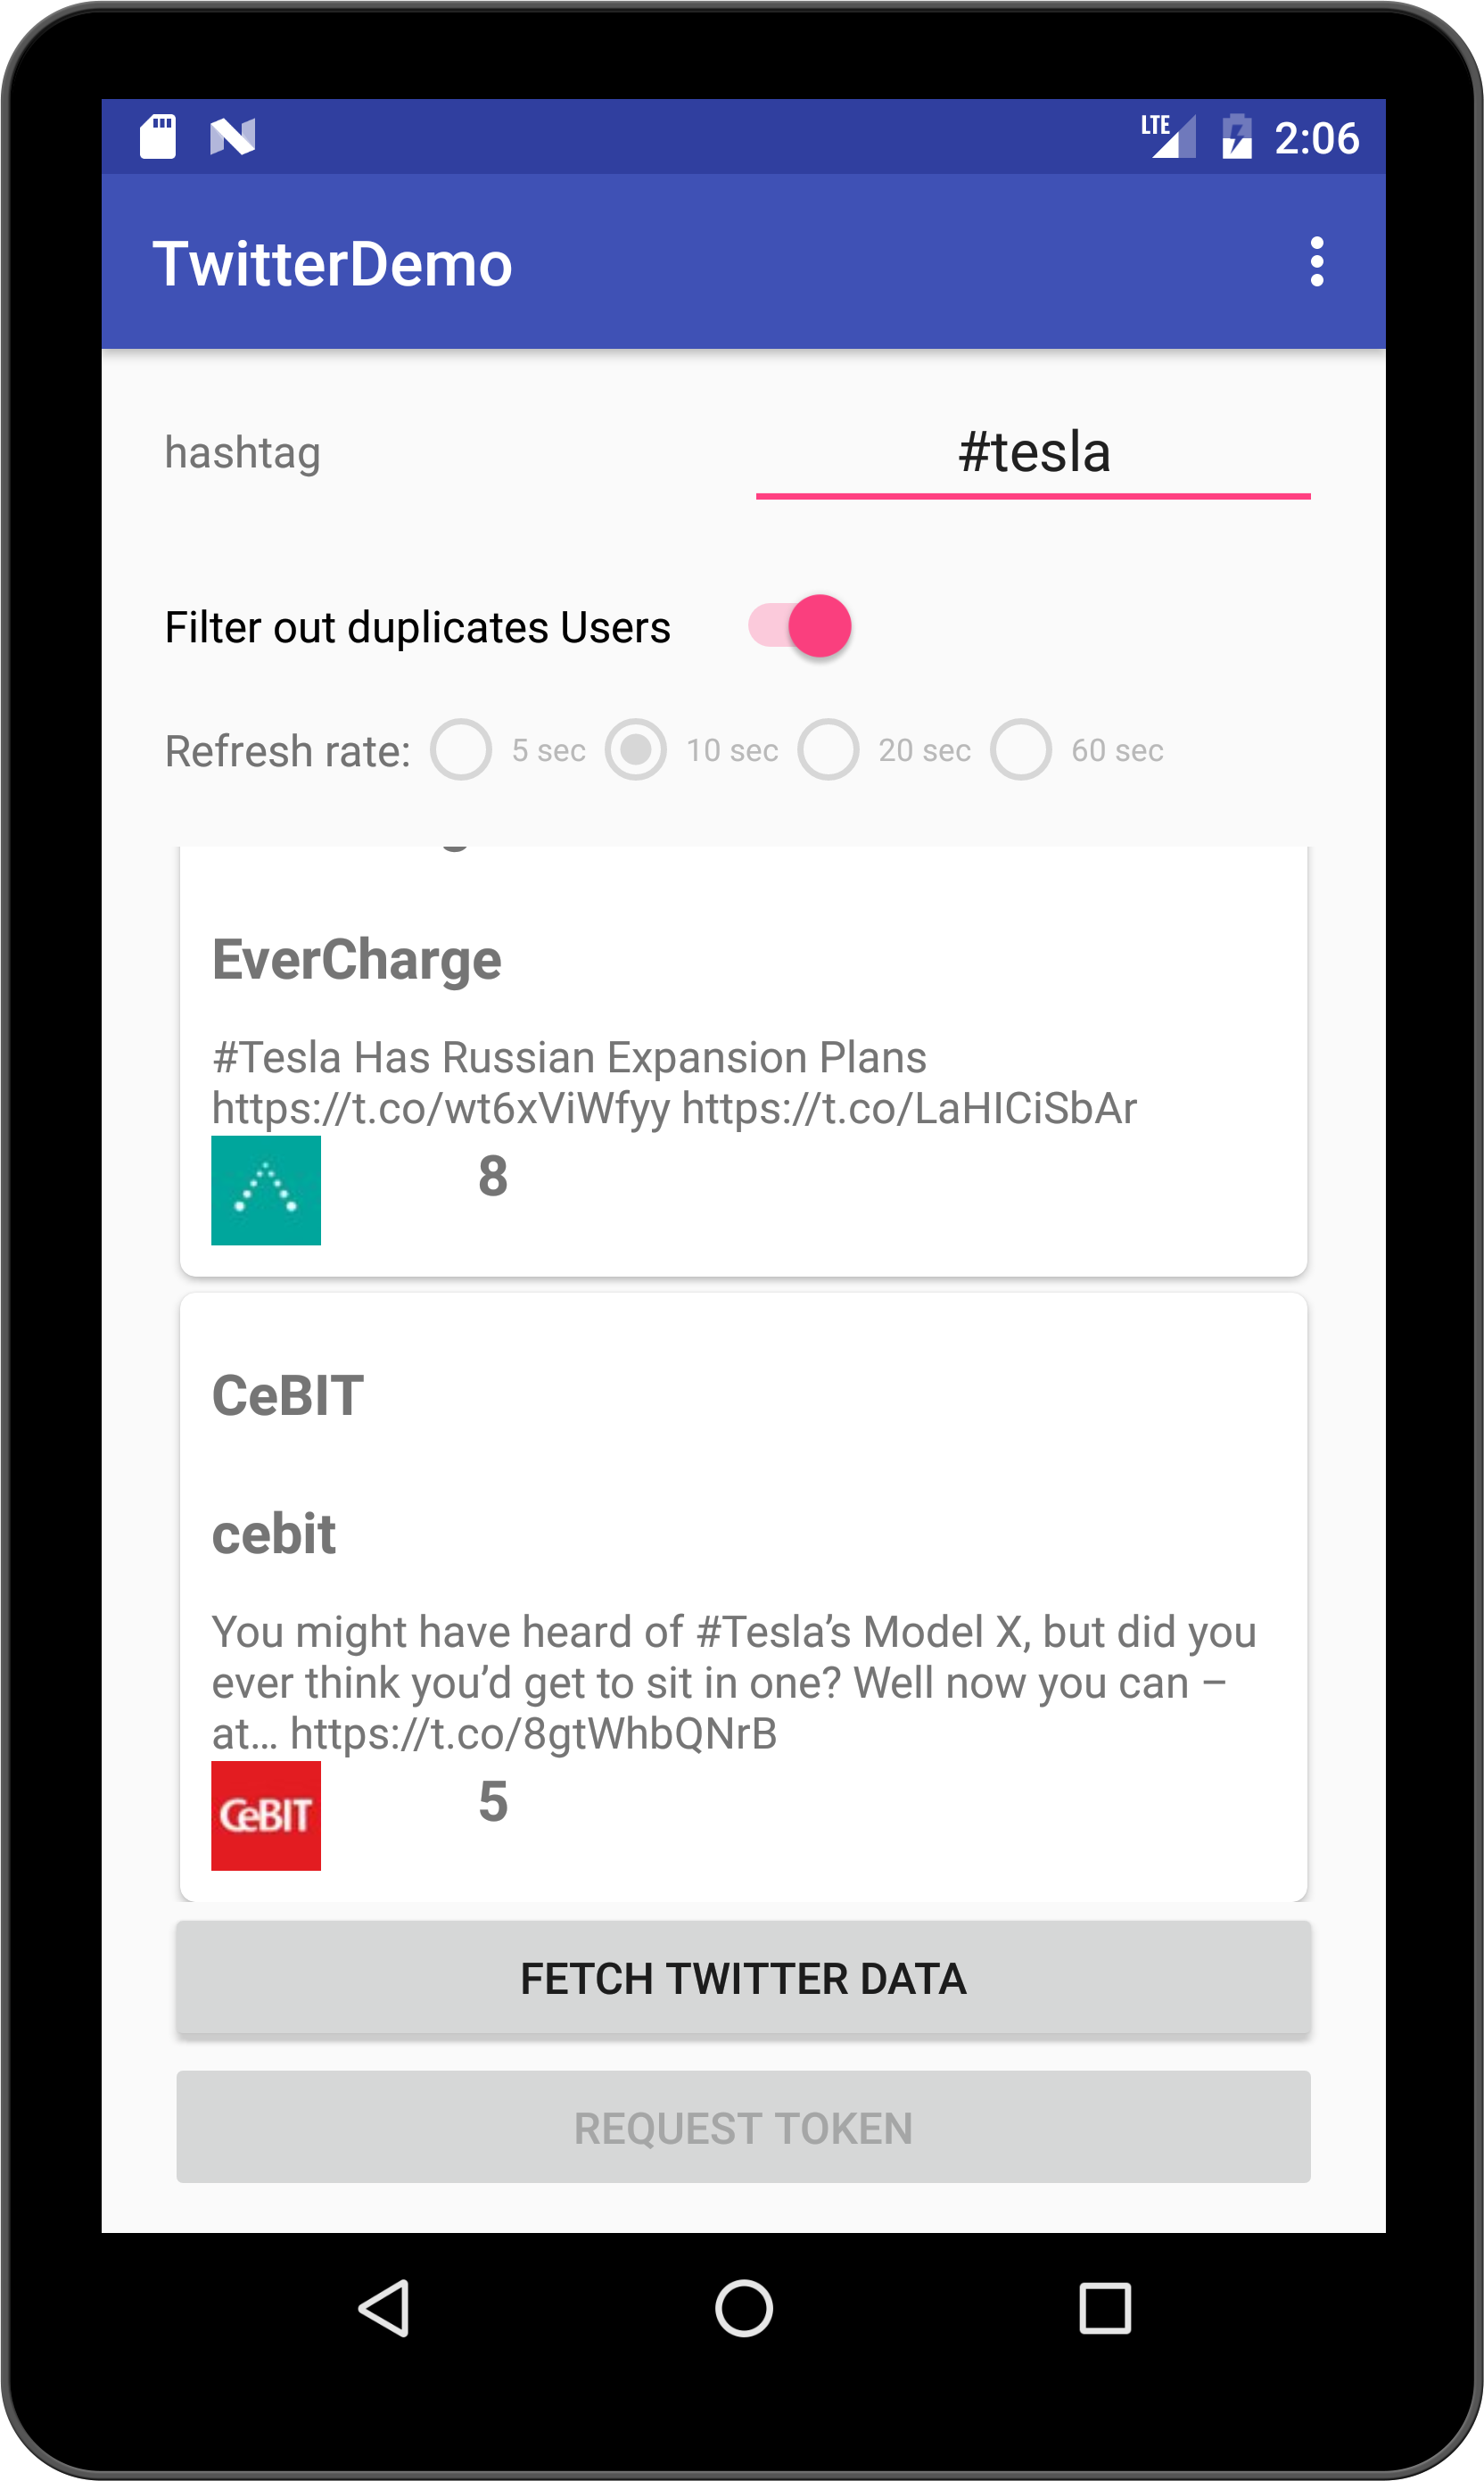 LTE 2:06
TwitterDemo
hashtag #tesla
Filter out duplicates Users
Refresh rate: 5 sec 10 sec 20 sec 60 sec
EverCharge
#Tesla Has Russian Expansion Plans
https://t.co/wt6xViWfyy https://t.co/LaHICiSbAr
8
CeBIT
cebit
You might have heard of #Tesla’s Model X, but did you
ever think you’d get to sit in one? Well now you can –
at… https://t.co/8gtWhbQNrB
CeBIT 5
FETCH TWITTER DATA
REQUEST TOKEN